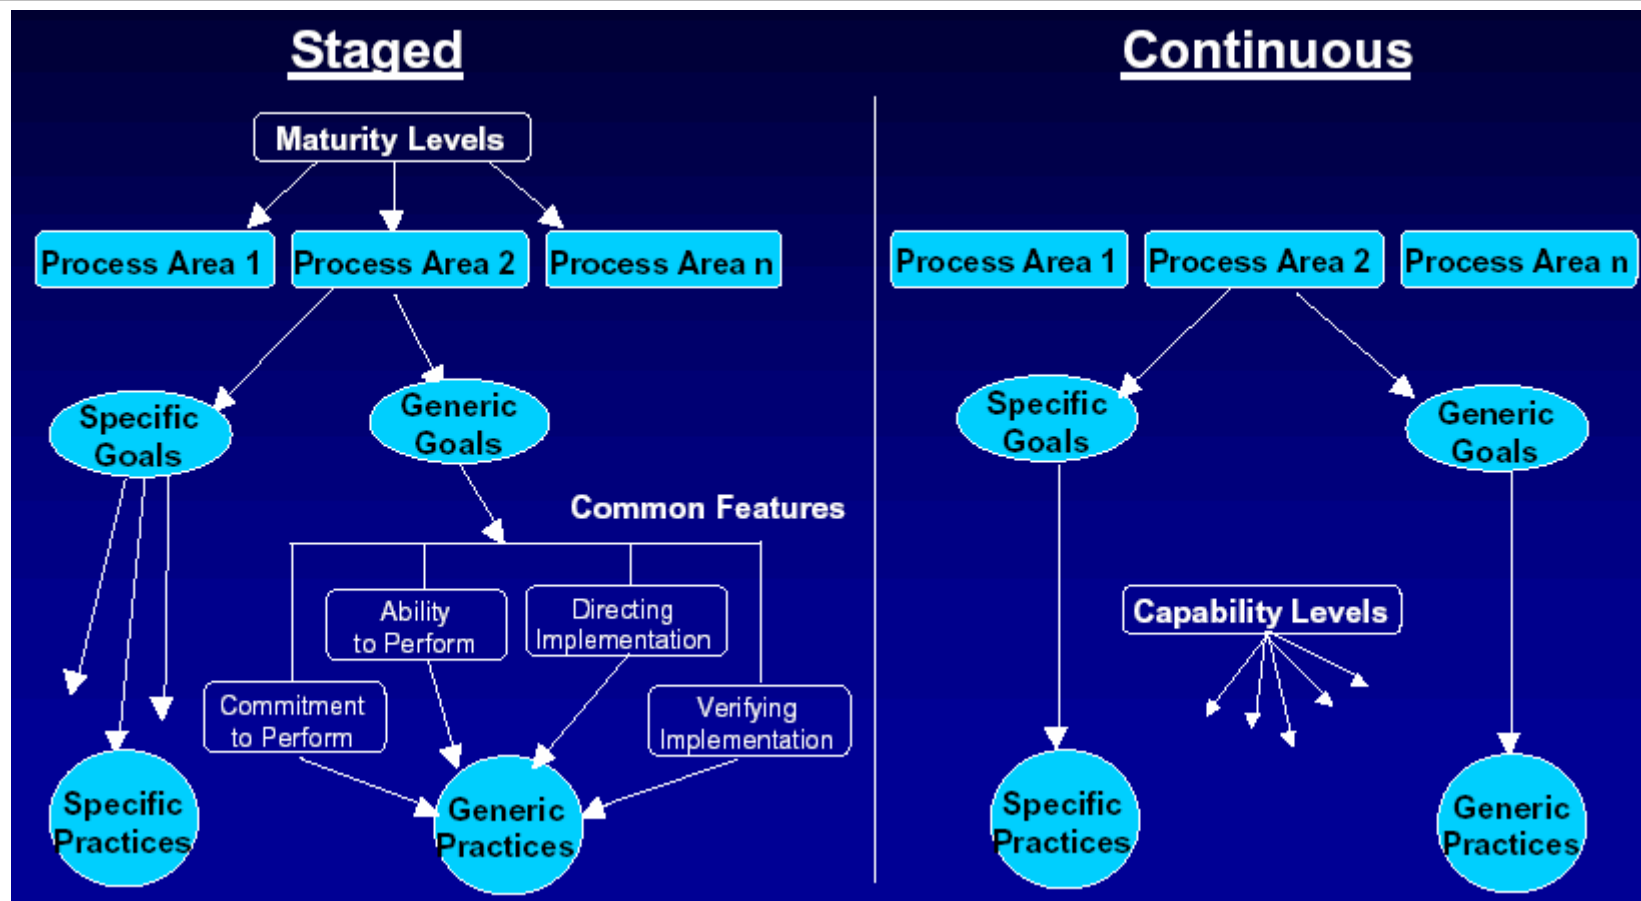 Staged
Maturity Levels
Process Area 1
Process Area 2
Process Area n
Specific
Goals
Generic
Goals
Common Features
Ability
to Perform
Directing
Implementation
Commitment
to Perform
Verifying
Implementation
Specific
Practices
Generic
Practices
Continuous
Process Area 1
Process Area 2
Process Area n
Specific
Goals
Generic
Goals
Capability Levels
Specific
Practices
Generic
Practices